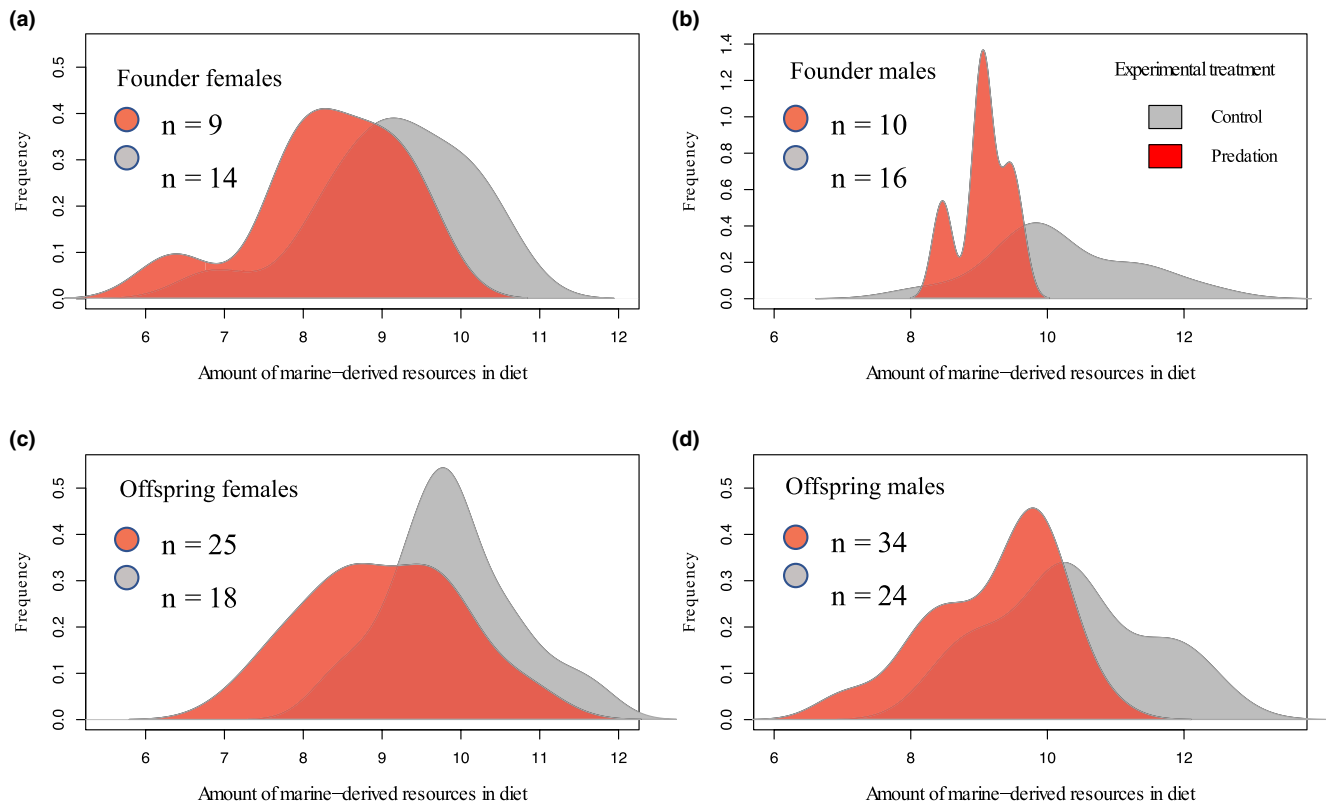 (a)
Founder females
n = 9
n = 14
Frequency
0.0
0.1
0.2
0.3
0.4
0.5
6 7 8 9 10 11 12
Amount of marine−derived resources in diet
(b)
Founder males
n = 10
n = 16
Experimental treatment
Control
Predation
Frequency
0.0
0.2
0.4
0.6
0.8
1.0
1.2
1.4
6 8 10 12
Amount of marine−derived resources in diet
(c)
Offspring females
n = 25
n = 18
Frequency
0.0
0.1
0.2
0.3
0.4
0.5
6 7 8 9 10 11 12
Amount of marine−derived resources in diet
(d)
Offspring males
n = 34
n = 24
Frequency
0.0
0.1
0.2
0.3
0.4
0.5
6 8 10 12
Amount of marine−derived resources in diet